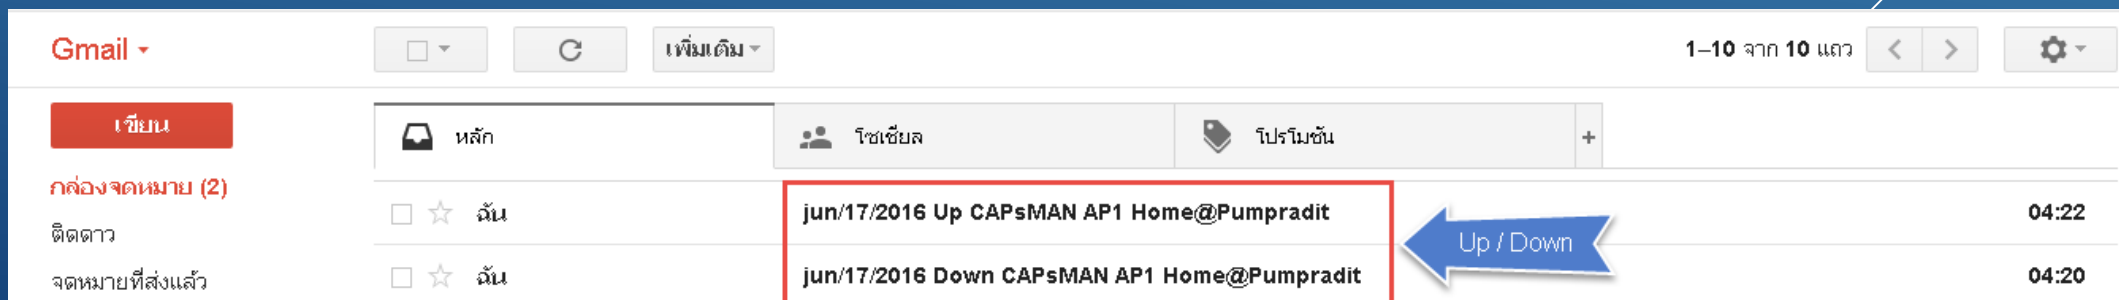 Gmail
เพิ่มเติม
1–10 จาก 10 แถว
เขียน
หลัก
โซเชียล
โปรโมชัน
+
กล่องจดหมาย (2)
ฉัน
jun/17/2016 Up CAPsMAN AP1 Home@Pumpradit
04:22
ติดดาว
Up / Down
จดหมายที่ส่งแล้ว
ฉัน
jun/17/2016 Down CAPsMAN AP1 Home@Pumpradit
04:20